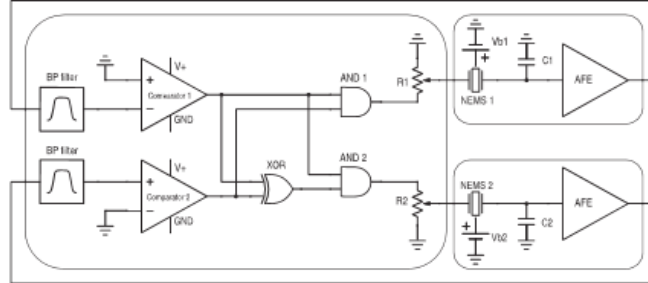 BP filter
V+
+
Comparator 1
−
GND
AND 1
R1
Vb1
+
NEMS 1
C1
AFE
BP filter
V+
+
Comparator 2
−
GND
XOR
AND 2
R2
NEMS 2
+
Vb2
C2
AFE